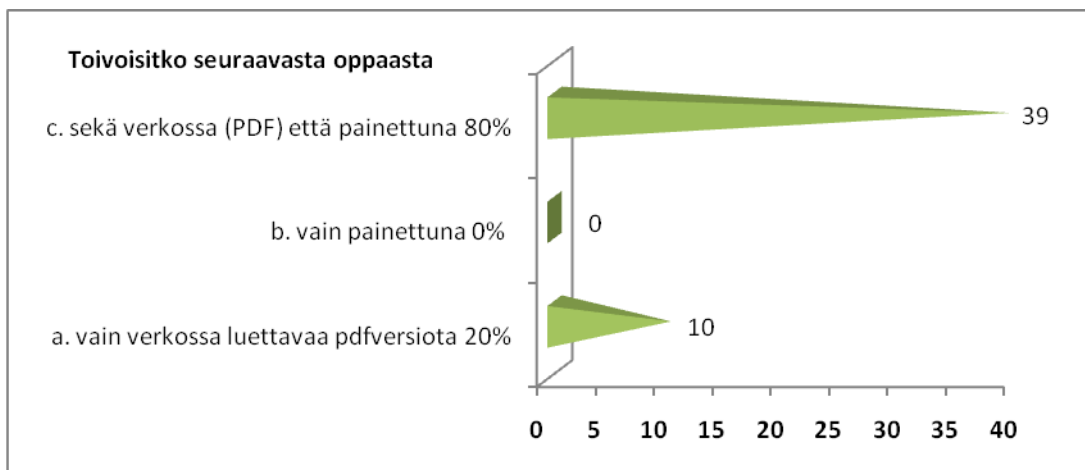 Toivoisitko seuraavasta oppaasta
c. sekä verkossa (PDF) että painettuna 80%
39
b. vain painettuna 0%
0
a. vain verkossa luettavaa pdfversiota 20%
10
0 5 10 15 20 25 30 35 40